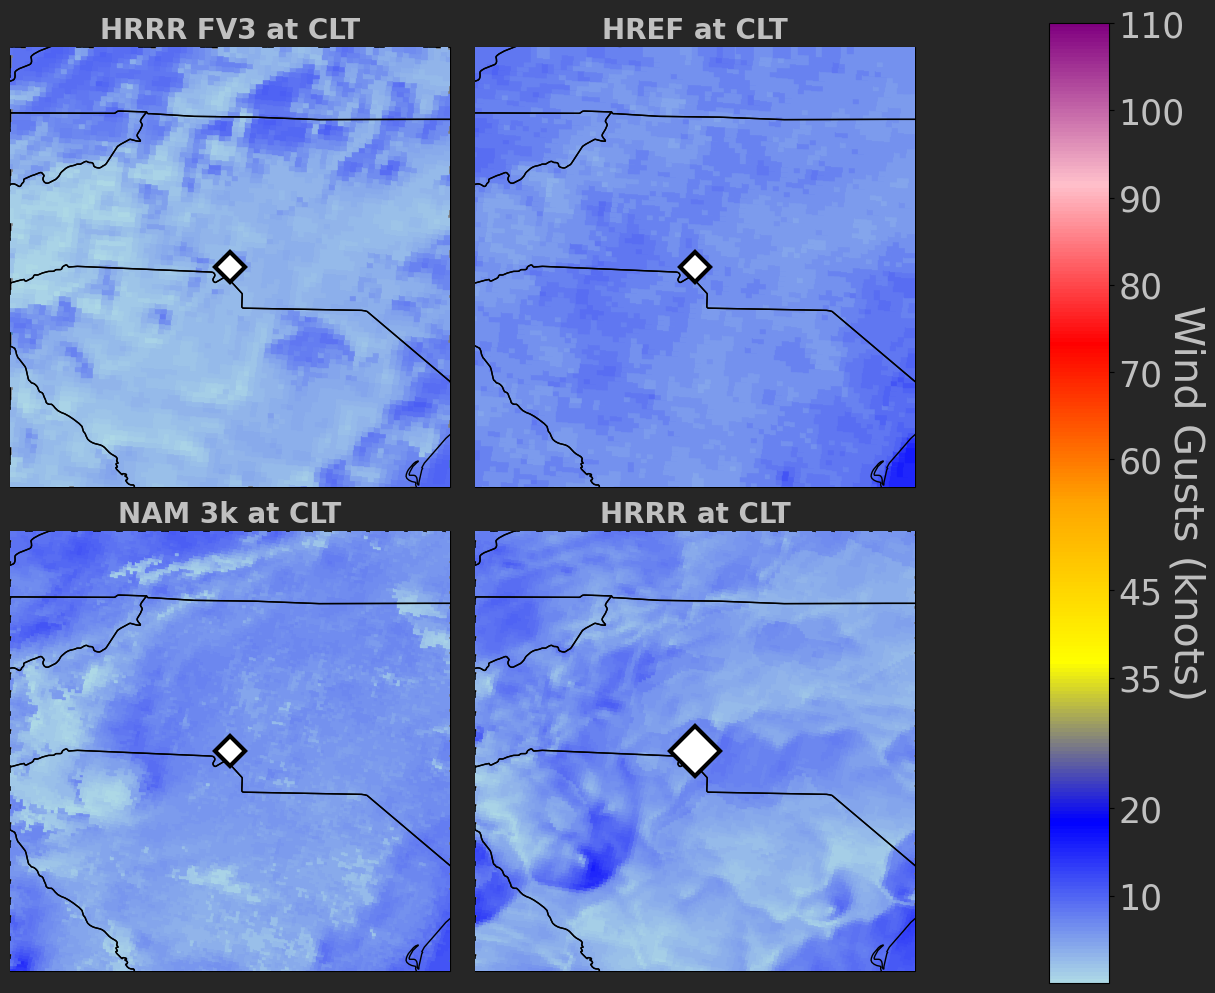 HRRR FV3 at CLT
HREF at CLT
NAM 3k at CLT
HRRR at CLT
110
100
90
80
70
60
45
35
20
10
Wind Gusts (knots)